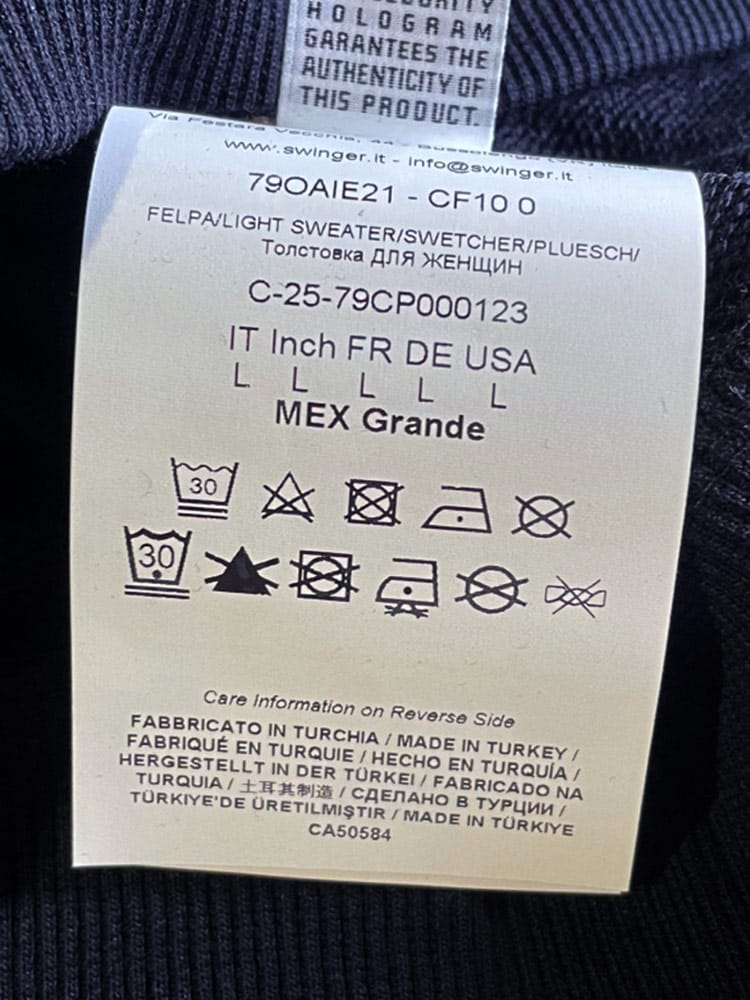 HOLOGRAM
GARANTEES THE
AUTHENTICITY OF
THIS PRODUCT.
Via
www.swinger.it - info@swinger.it
79OAIE21 - CF10 0
FELPA/LIGHT SWEATER/SWETCHER/PLUESCH/
Толстовка ДЛЯ ЖЕНЩИН
C-25-79CP000123
IT Inch FR DE USA
L L L L L
MEX Grande
30
30
Care Information on Reverse Side
FABBRICATO IN TURCHIA / MADE IN TURKEY /
FABRIQUÉ EN TURQUIE / HECHO EN TURQUÍA /
HERGESTELLT IN DER TÜRKEI / FABRICADO NA
TURQUIA / 土耳其制造 / СДЕЛАНО В ТУРЦИИ /
TÜRKİYE'DE ÜRETILMIŞTIR / MADE IN TÜRKIYE
CA50584